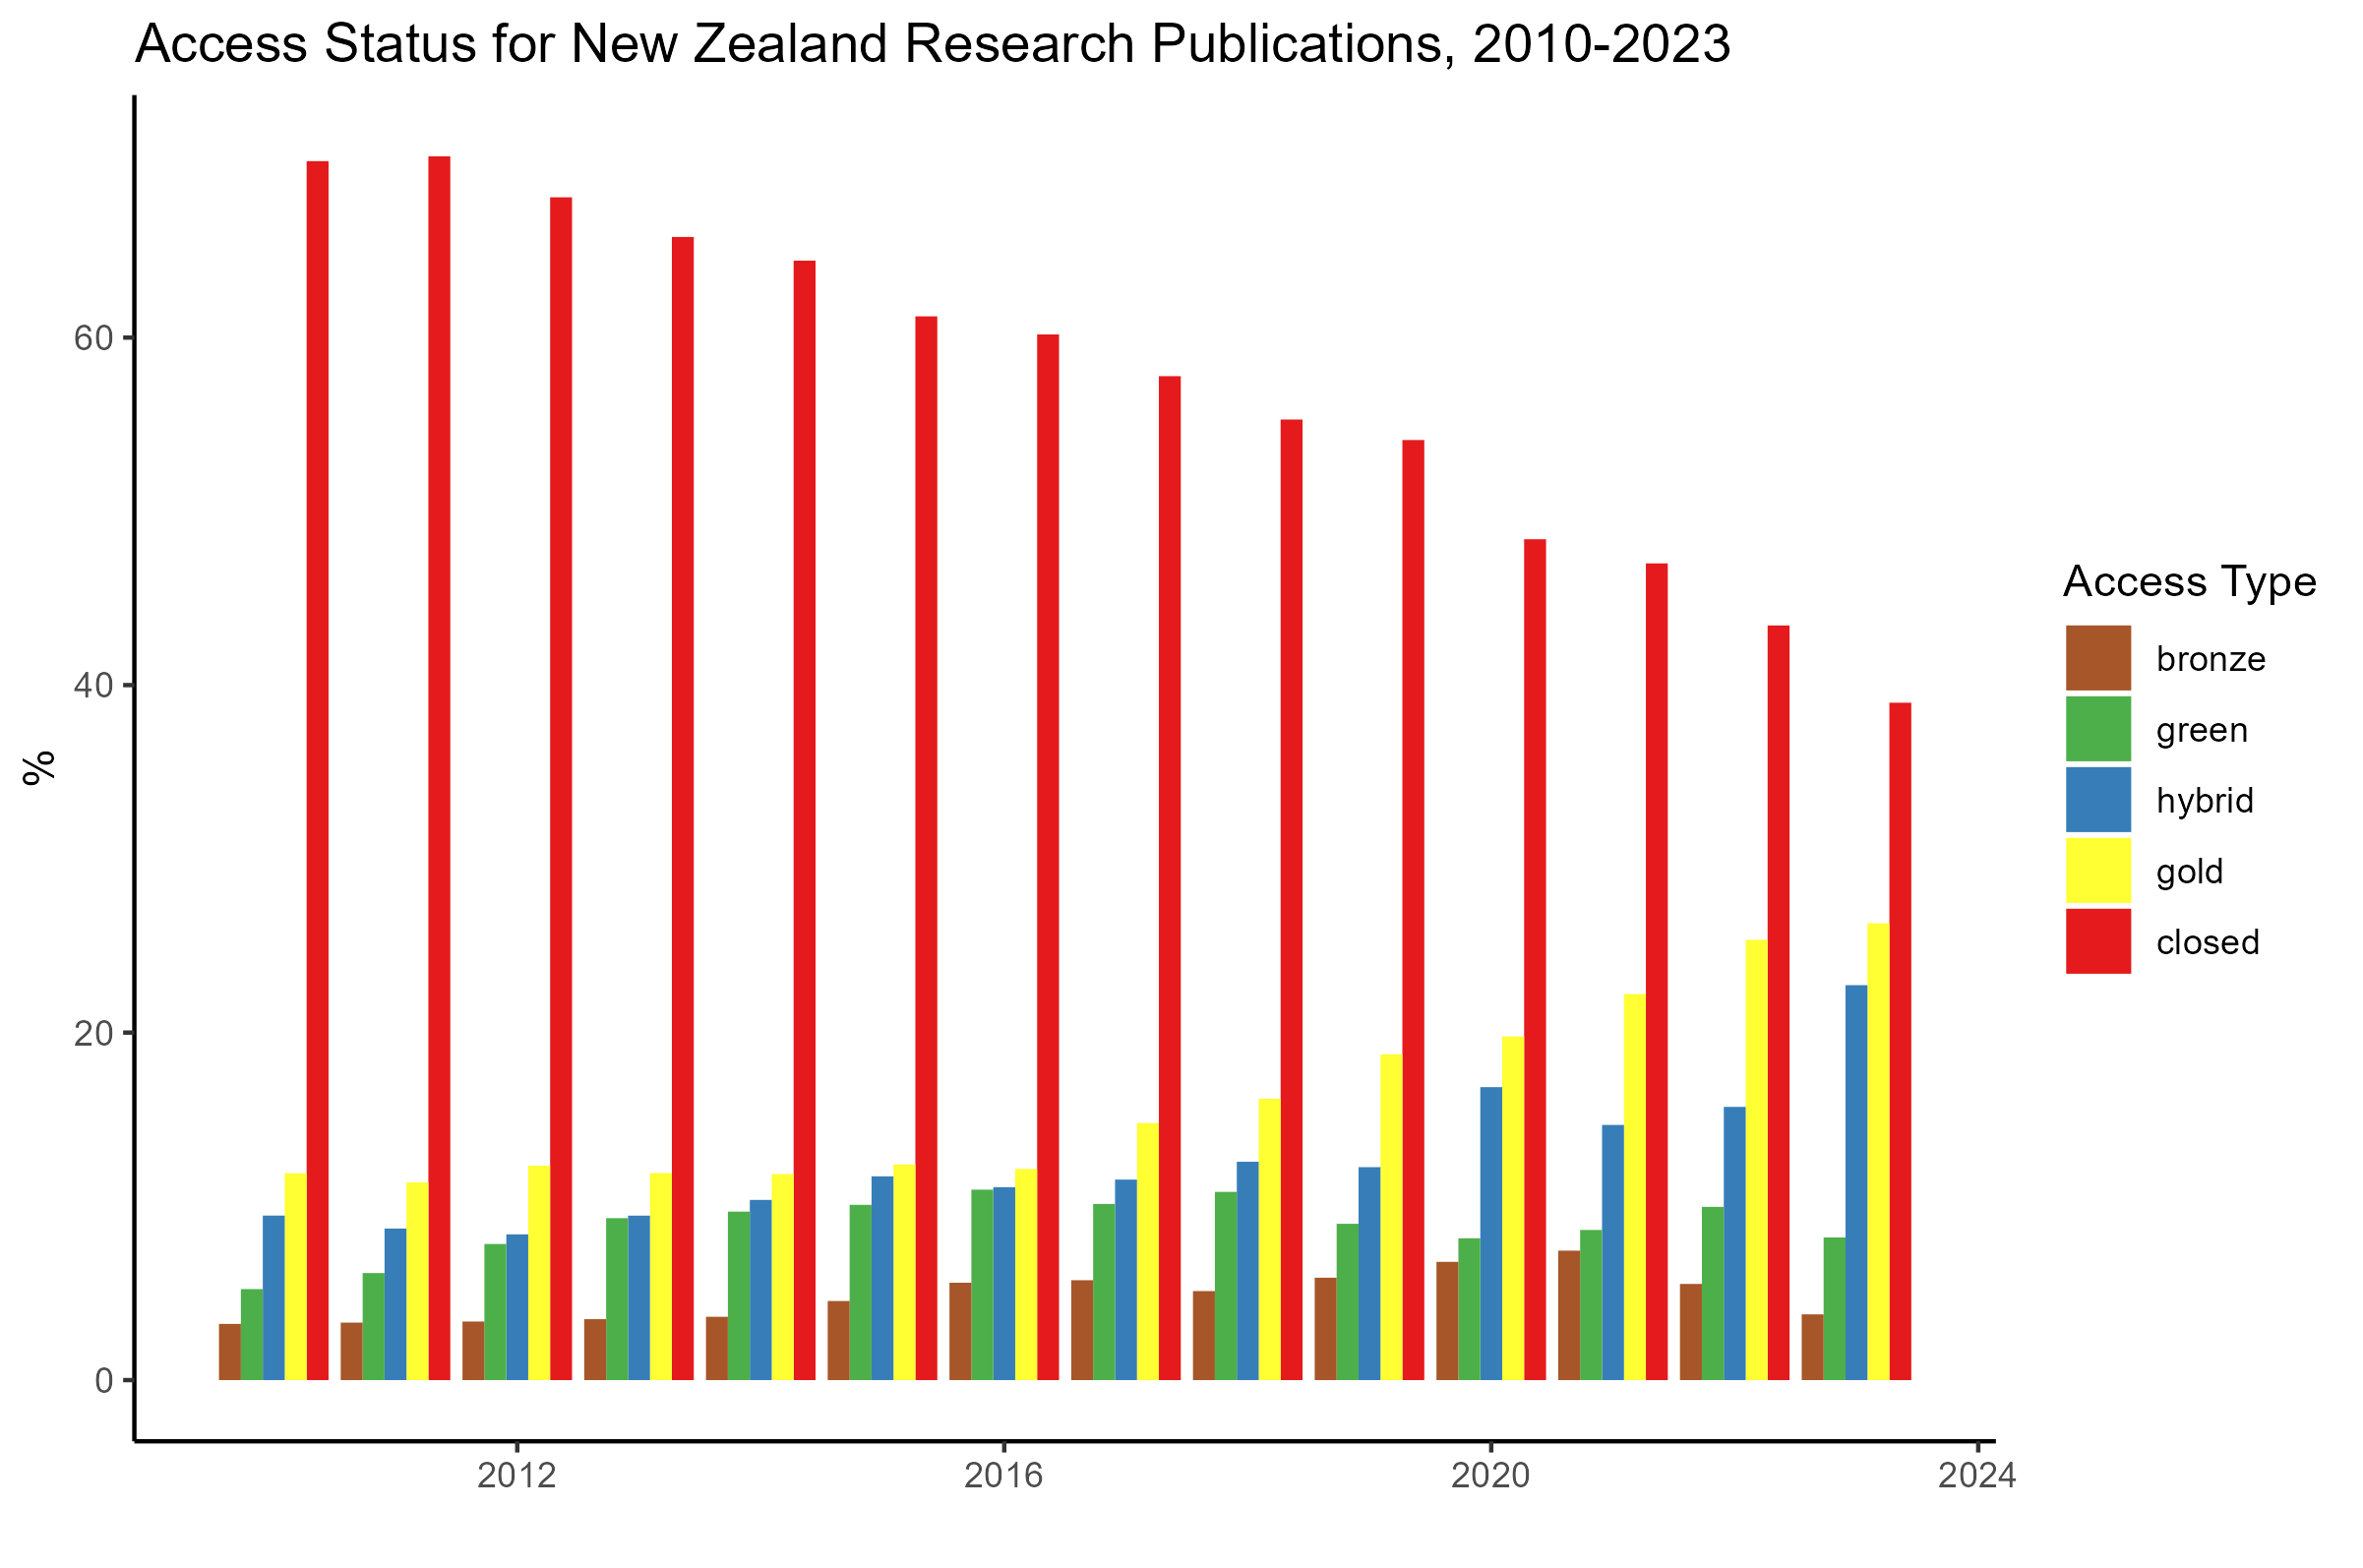 Access Status for New Zealand Research Publications, 2010-2023
60
40
20
0
%
2012
2016
2020
2024
Access Type
bronze
green
hybrid
gold
closed